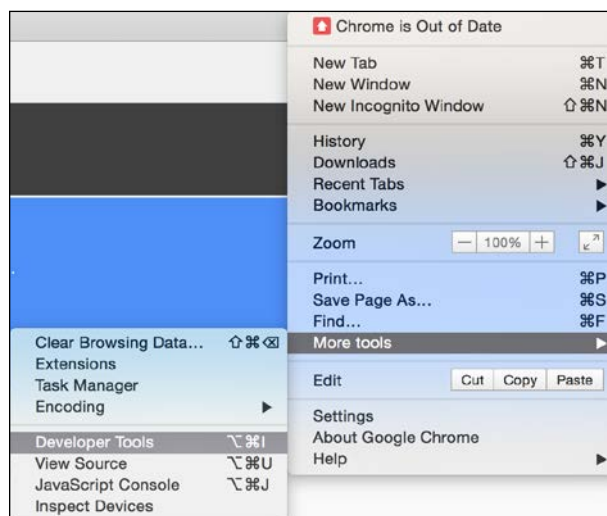 Chrome is Out of Date
New Tab ⌘T
New Window ⌘N
New Incognito Window ⇧⌘N
History ⌘Y
Downloads ⇧⌘J
Recent Tabs ▶
Bookmarks ▶
Zoom — 100% + 
Print... ⌘P
Save Page As... ⌘S
Find... ⌘F
More tools ▶
Edit Cut Copy Paste
Settings
About Google Chrome
Help ▶
Clear Browsing Data... ⇧⌘⌫
Extensions
Task Manager
Encoding ▶
Developer Tools ⌥⌘I
View Source ⌥⌘U
JavaScript Console ⌥⌘J
Inspect Devices